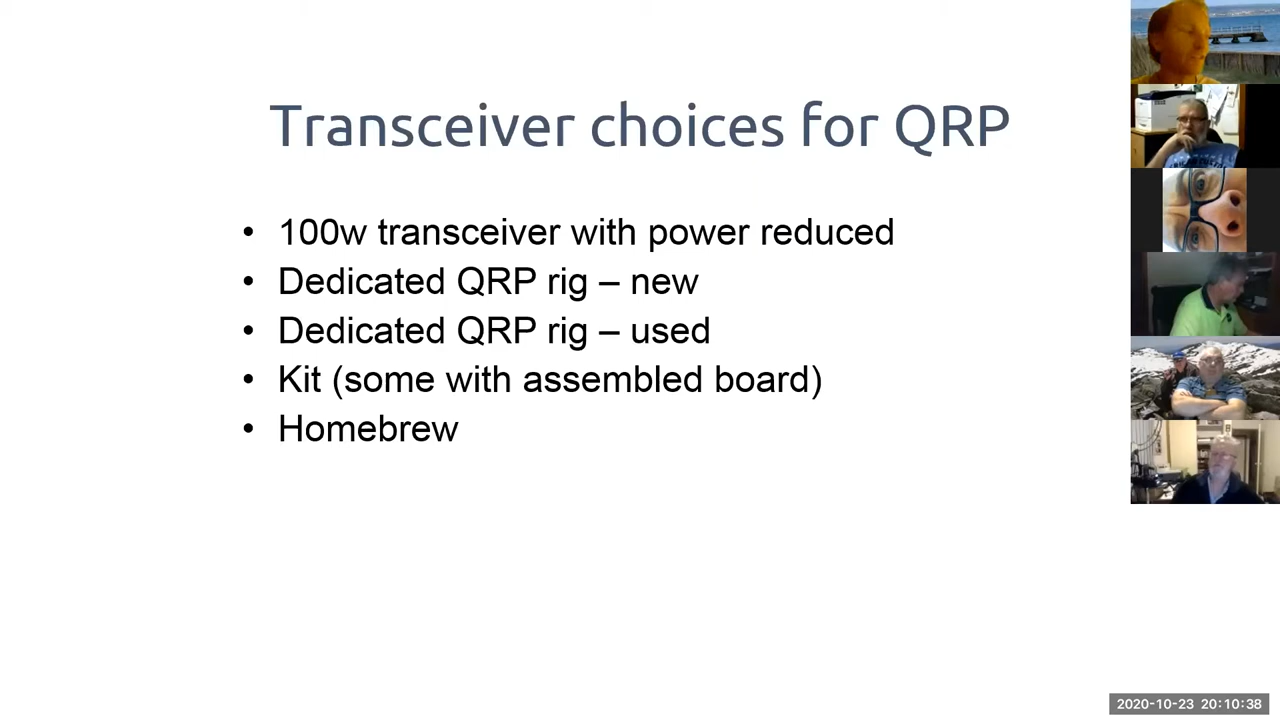 Transceiver choices for QRP
• 100w transceiver with power reduced
• Dedicated QRP rig – new
• Dedicated QRP rig – used
• Kit (some with assembled board)
• Homebrew
2020-10-23 20:10:38